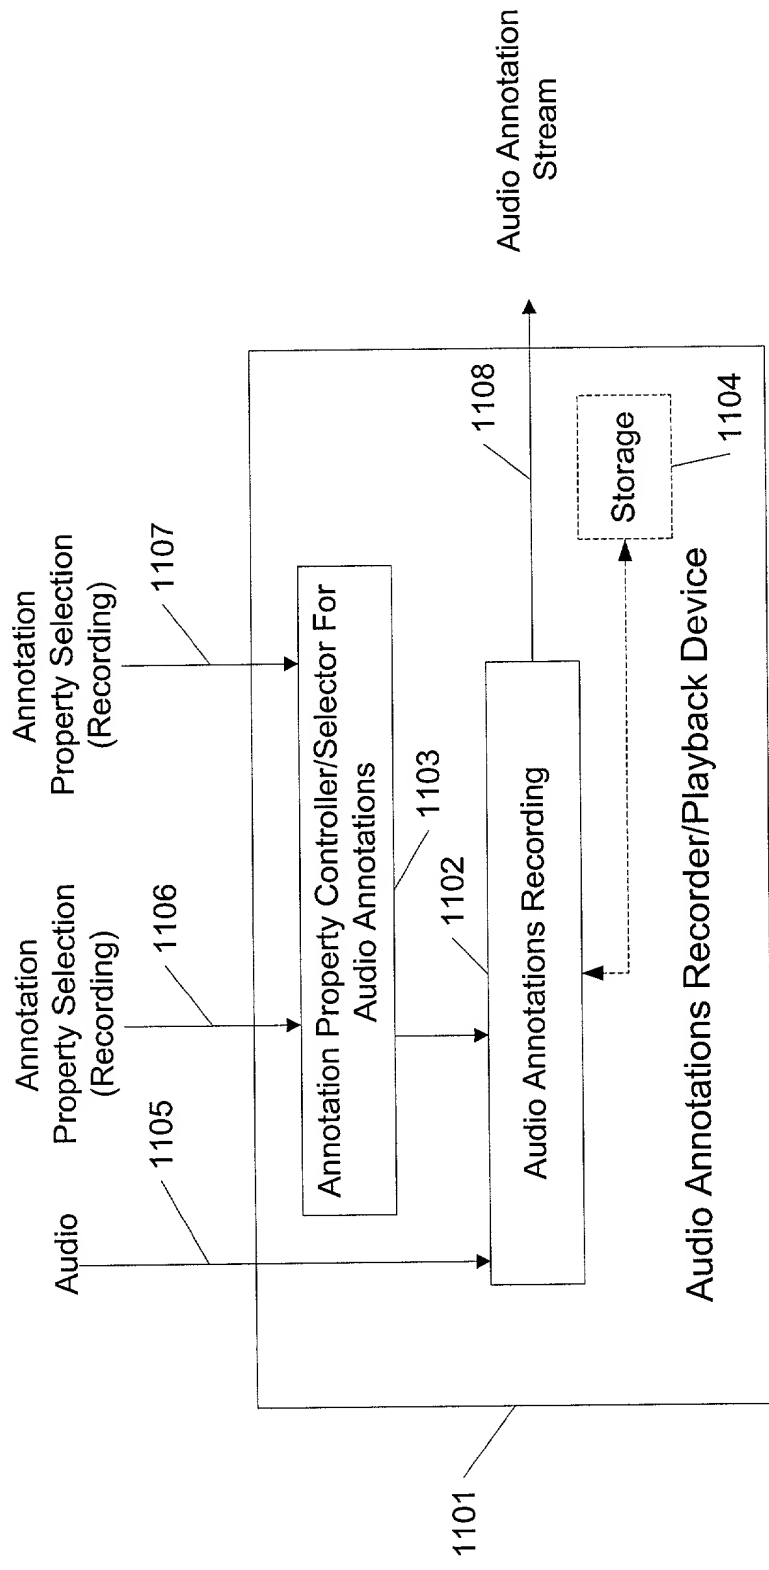 Audio
1105
Annotation
Property Selection
(Recording)
1106
Annotation
Property Selection
(Recording)
1107
Annotation Property Controller/Selector For
Audio Annotations
1103
1102
Audio Annotations Recording
1108
Audio Annotation
Stream
Storage
1104
Audio Annotations Recorder/Playback Device
1101